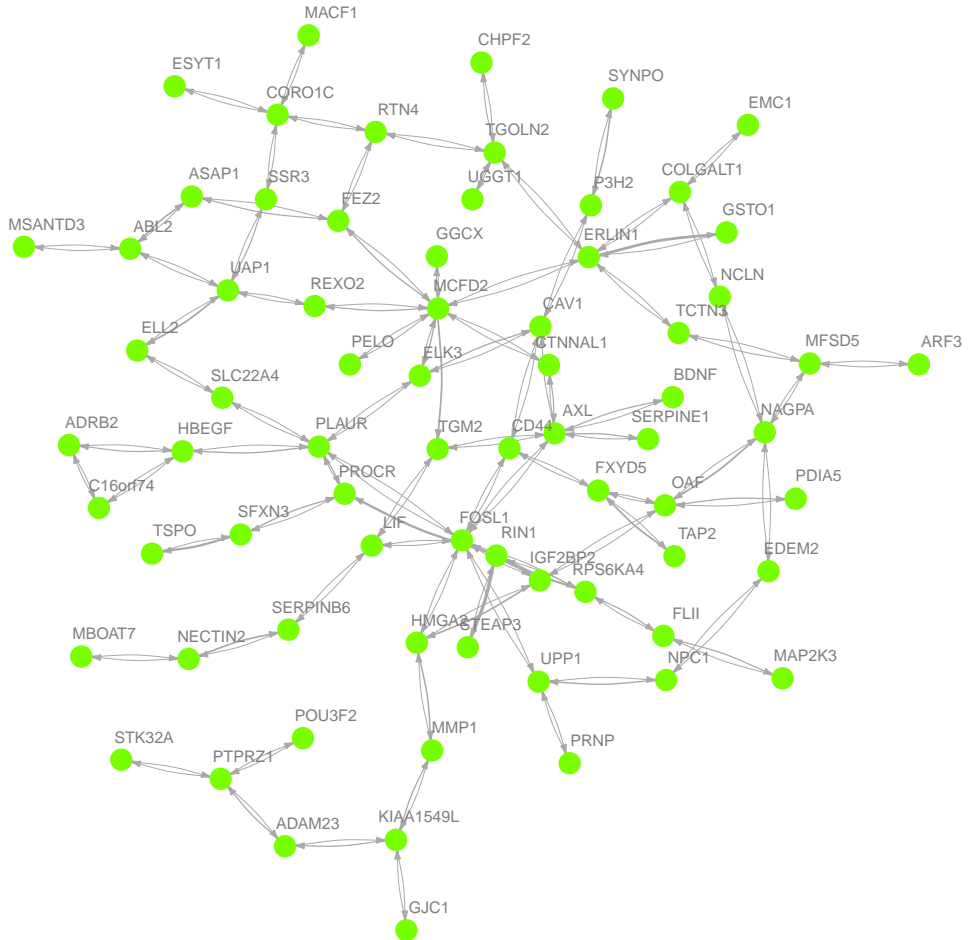 MACF1
CHPF2
ESYT1
SYNPO
CORO1C
RTN4
EMC1
TGOLN2
ASAP1
SSR3
UGGT1
P3H2
COLGALT1
FEZ2
GSTO1
MSANTD3
ABL2
ERLIN1
GGCX
UAP1
REXO2
MCFD2
NCLN
CAV1
TCTN3
ELL2
PELO
ELK3
CTNNAL1
MFSD5
ARF3
SLC22A4
BDNF
ADRB2
HBEGF
PLAUR
TGM2
CD44
AXL
SERPINE1
NAGPA
C16orf74
PROCR
FXYD5
OAF
PDIA5
TSPO
SFXN3
LIF
FOSL1
RIN1
TAP2
IGF2BP2
EDEM2
RPS6KA4
SERPINB6
MBOAT7
NECTIN2
HMGA2
STEAP3
FLII
UPP1
NPC1
MAP2K3
STK32A
POU3F2
MMP1
PRNP
PTPRZ1
ADAM23
KIAA1549L
GJC1